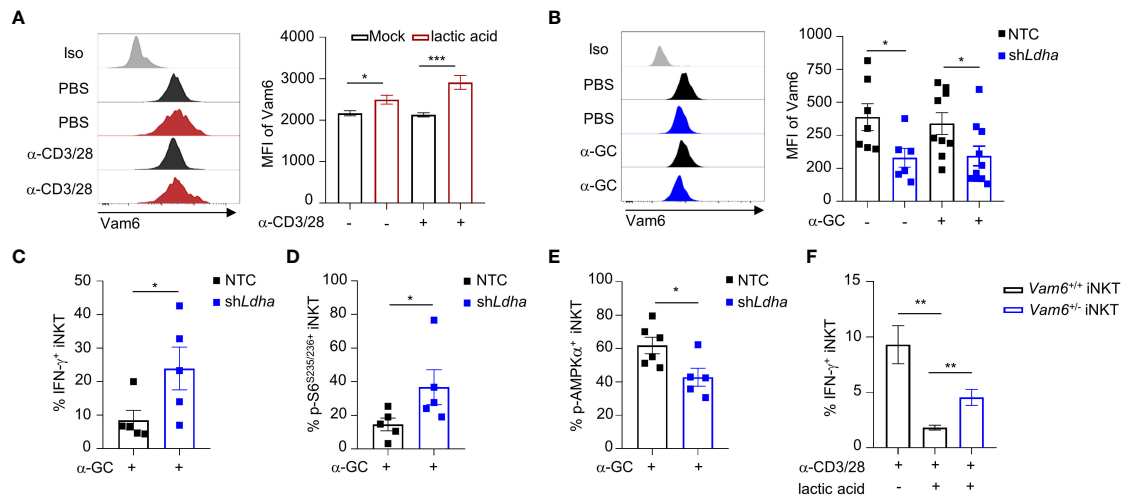 A
Iso
PBS
PBS
α-CD3/28
α-CD3/28
Vam6
Mock lactic acid
MFI of Vam6
4000
3000
2000
1000
0
* ***
α-CD3/28 - - + +
B
Iso
PBS
PBS
α-GC
α-GC
Vam6
NTC
shLdha
MFI of Vam6
1000
750
500
250
200
0
* *
α-GC - - + +
C
NTC
shLdha
% IFN-γ+ iNKT
50
40
30
20
10
0
*
α-GC + +
D
NTC
shLdha
% p-S6S235/236+ iNKT
100
80
60
40
20
0
*
α-GC + +
E
NTC
shLdha
% p-AMPKα+ iNKT
100
80
60
40
20
0
*
α-GC + +
F
Vam6+/+ iNKT
Vam6+/- iNKT
% IFN-γ+ iNKT
15
10
5
0
** **
α-CD3/28 + + +
lactic acid - + +